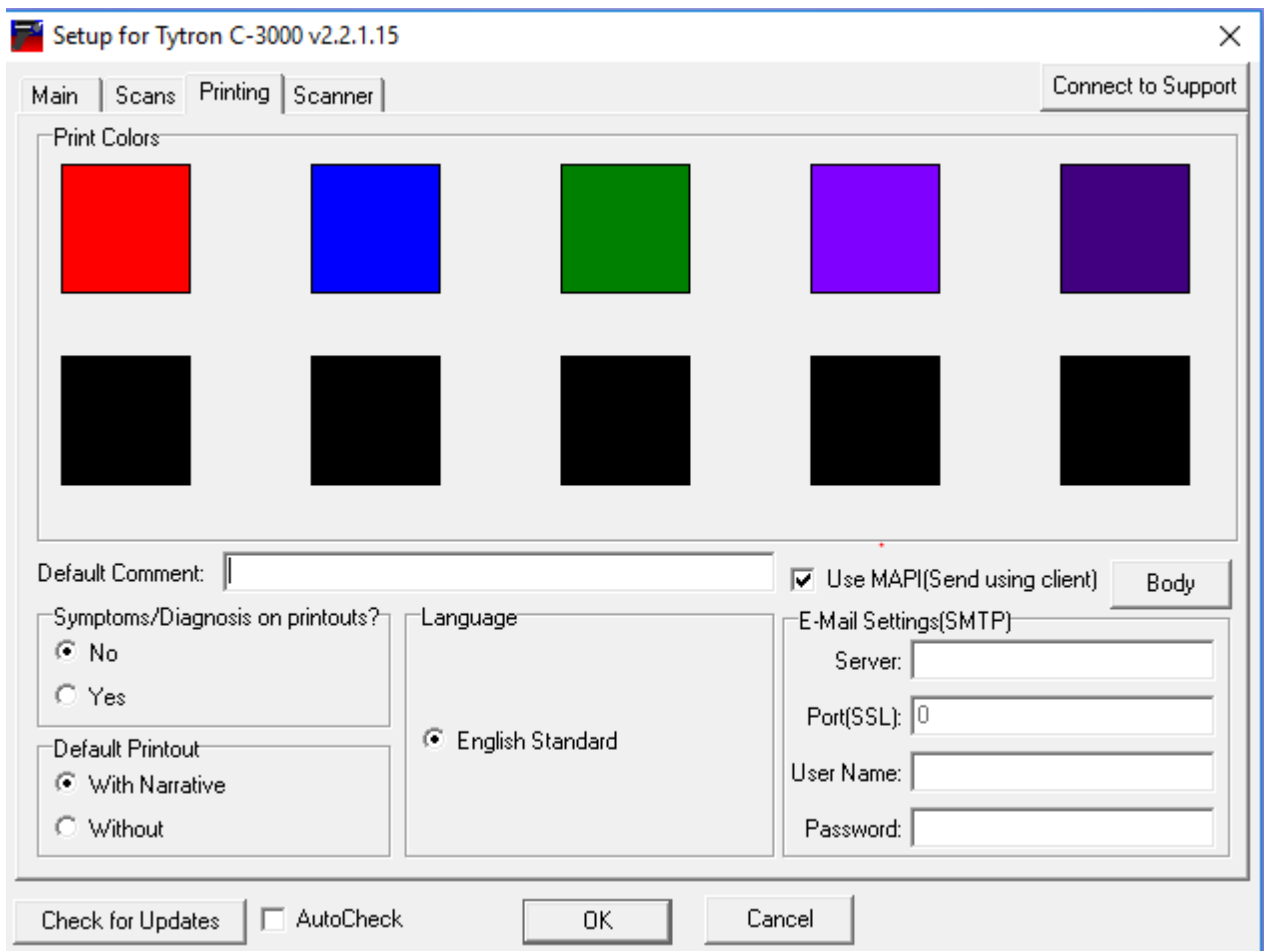 Setup for Tytron C-3000 v2.2.1.15
Main Scans Printing Scanner Connect to Support
Print Colors
Default Comment: Use MAPI(Send using client) Body
Symptoms/Diagnosis on printouts?
No
Yes
Default Printout
With Narrative
Without
Language
English Standard
E-Mail Settings(SMTP)
Server:
Port(SSL): 0
User Name:
Password:
Check for Updates AutoCheck OK Cancel